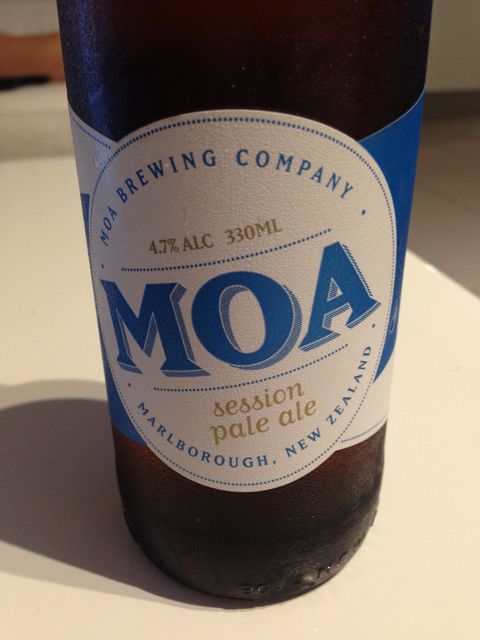 MOA BREWING COMPANY
4.7% ALC 330ML
MOA
session
pale ale
MARLBOROUGH, NEW ZEALAND